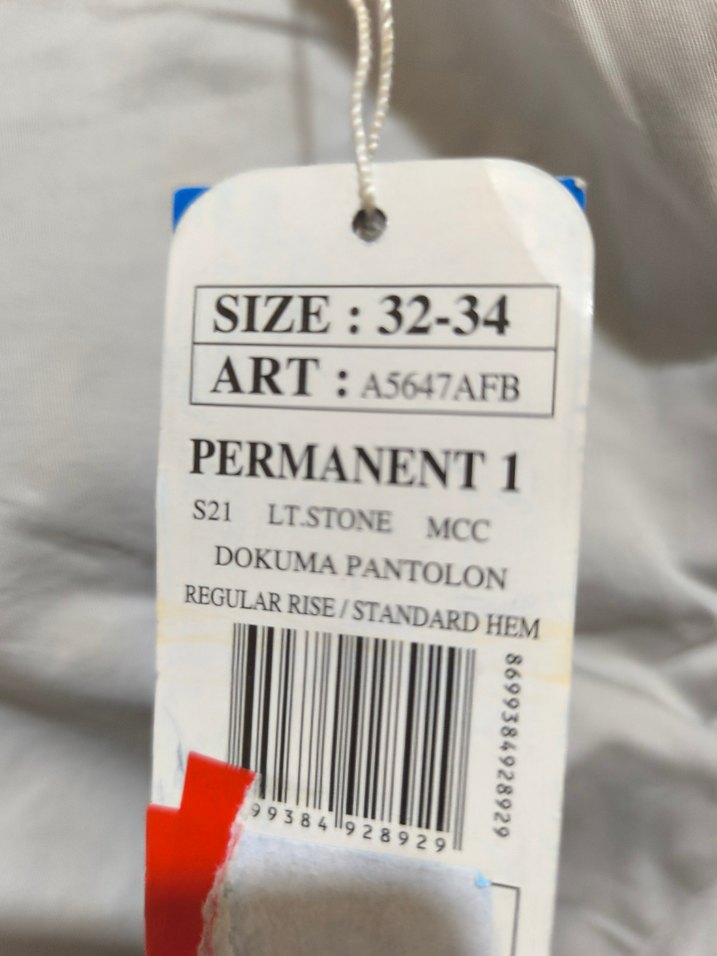 SIZE : 32-34
ART : A5647AFB
PERMANENT 1
S21 LT.STONE MCC
DOKUMA PANTOLON
REGULAR RISE / STANDARD HEM
8699384928929
99384 928929